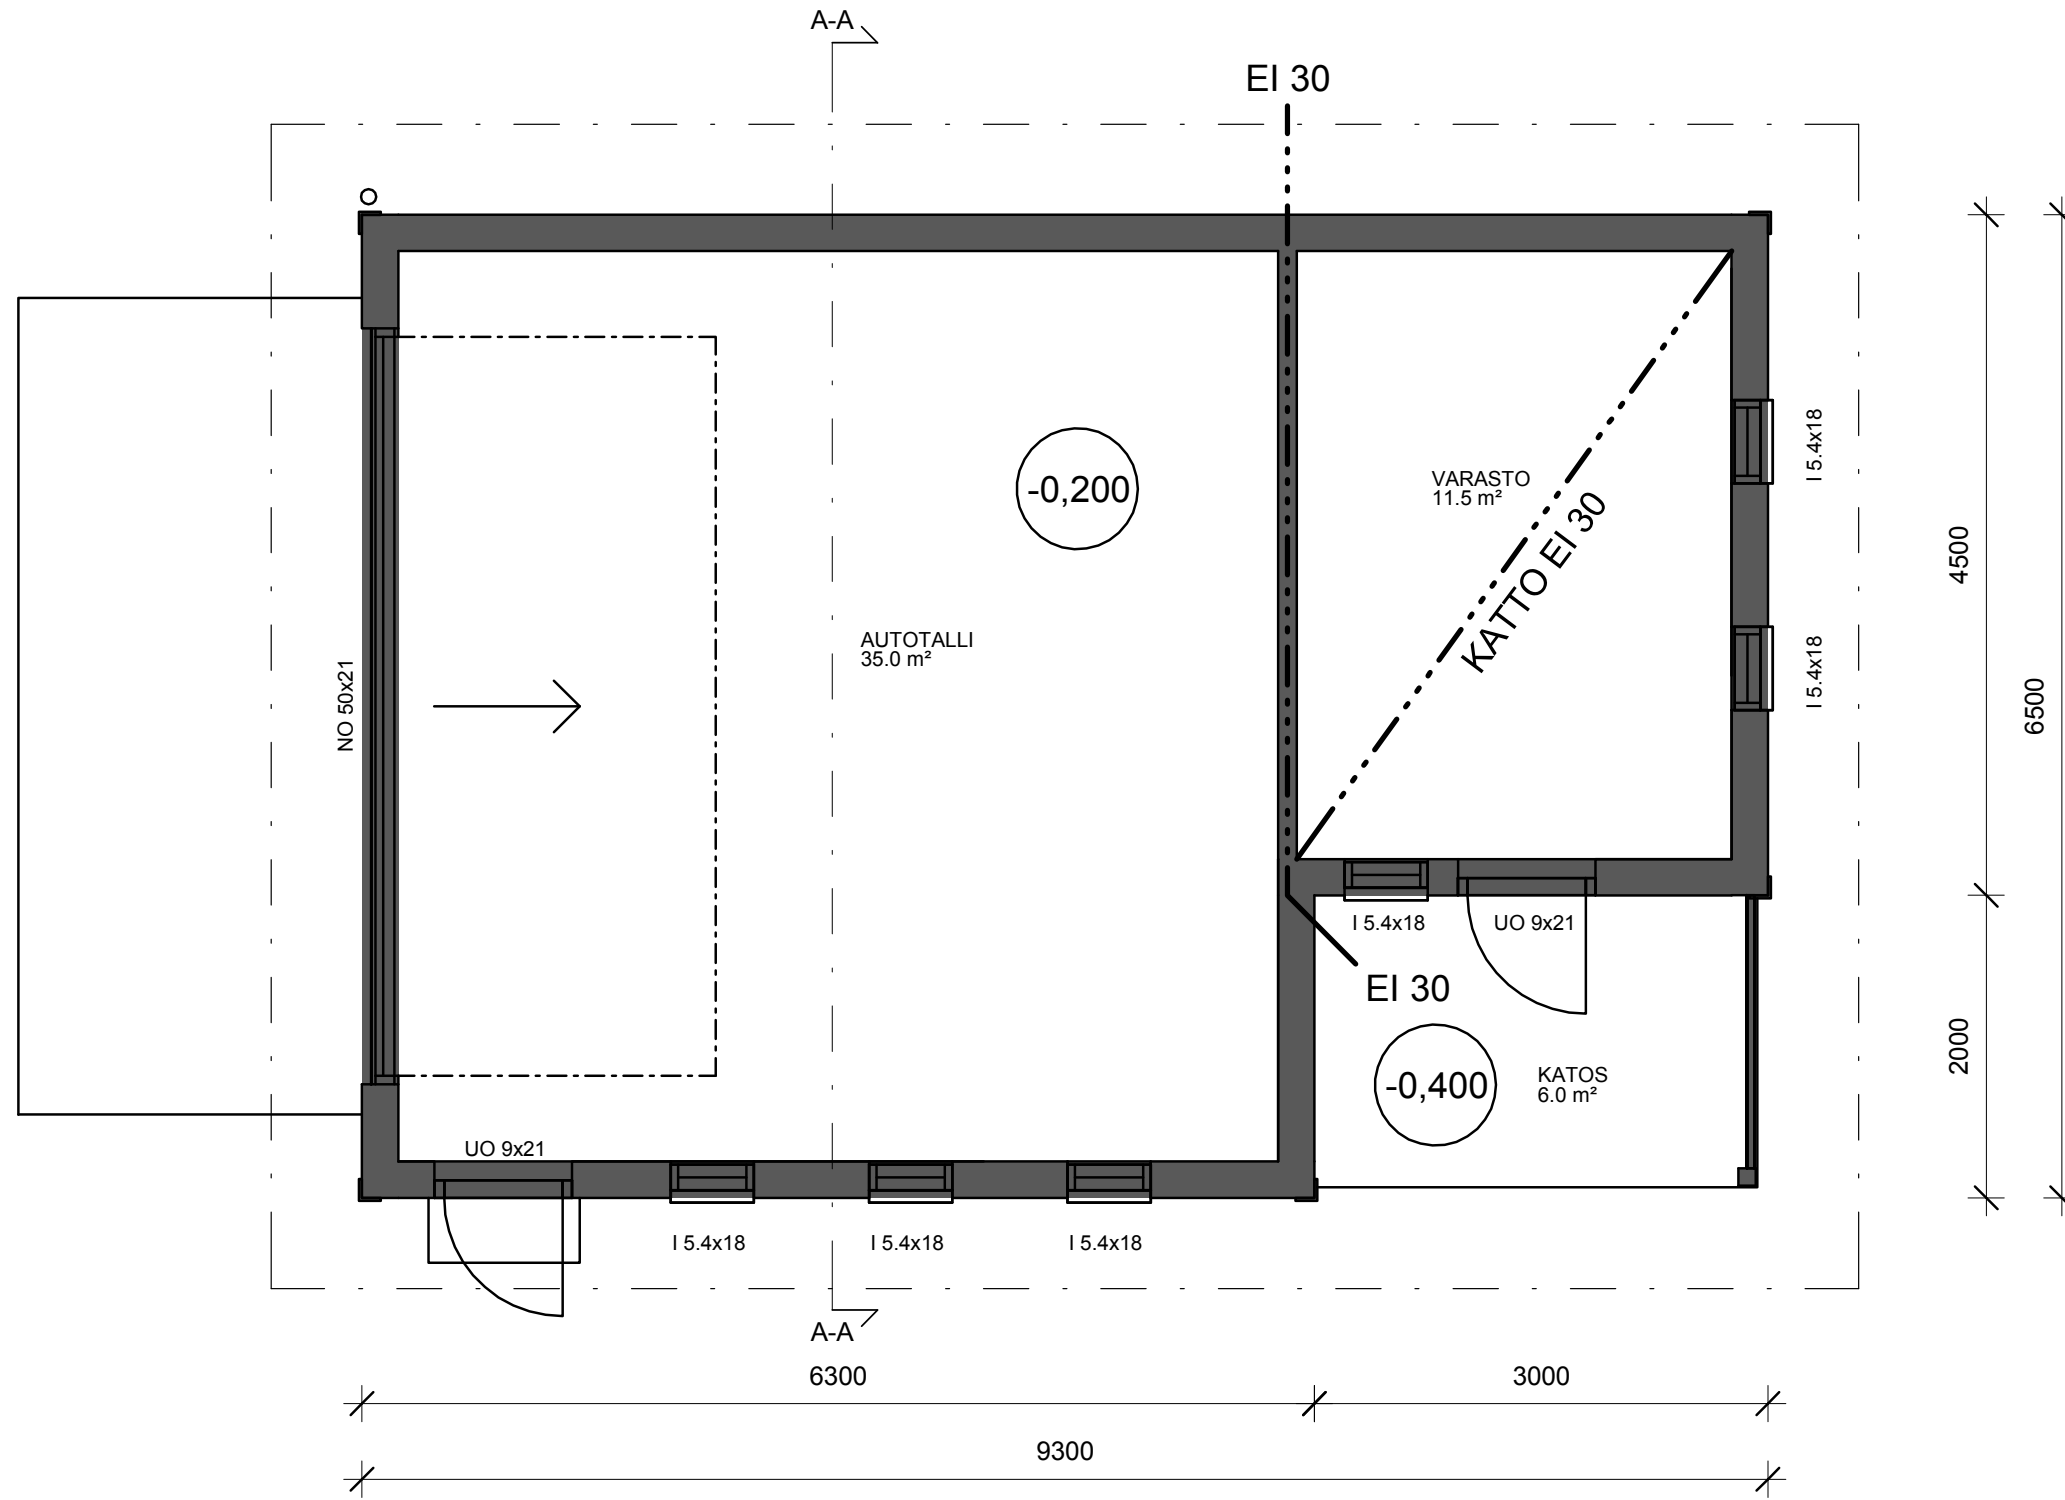 A-A
EI 30
I 5.4x18
VARASTO
11.5 m²
-0,200
KATTO EI 30
4500
AUTOTALLI
35.0 m²
NO 50x21
I 5.4x18
6500
I 5.4x18
UO 9x21
EI 30
2000
-0,400
KATOS
6.0 m²
UO 9x21
I 5.4x18
I 5.4x18
I 5.4x18
A-A
6300
3000
9300